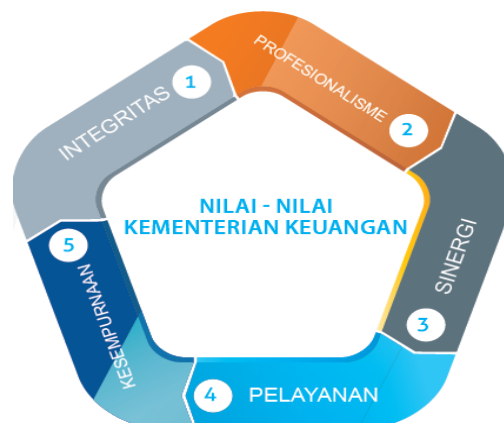 NILAI - NILAI
KEMENTERIAN KEUANGAN
1
INTEGRITAS
PROFESIONALISME
2
SINERGI
3
4 PELAYANAN
5
KESEMPURNAAN